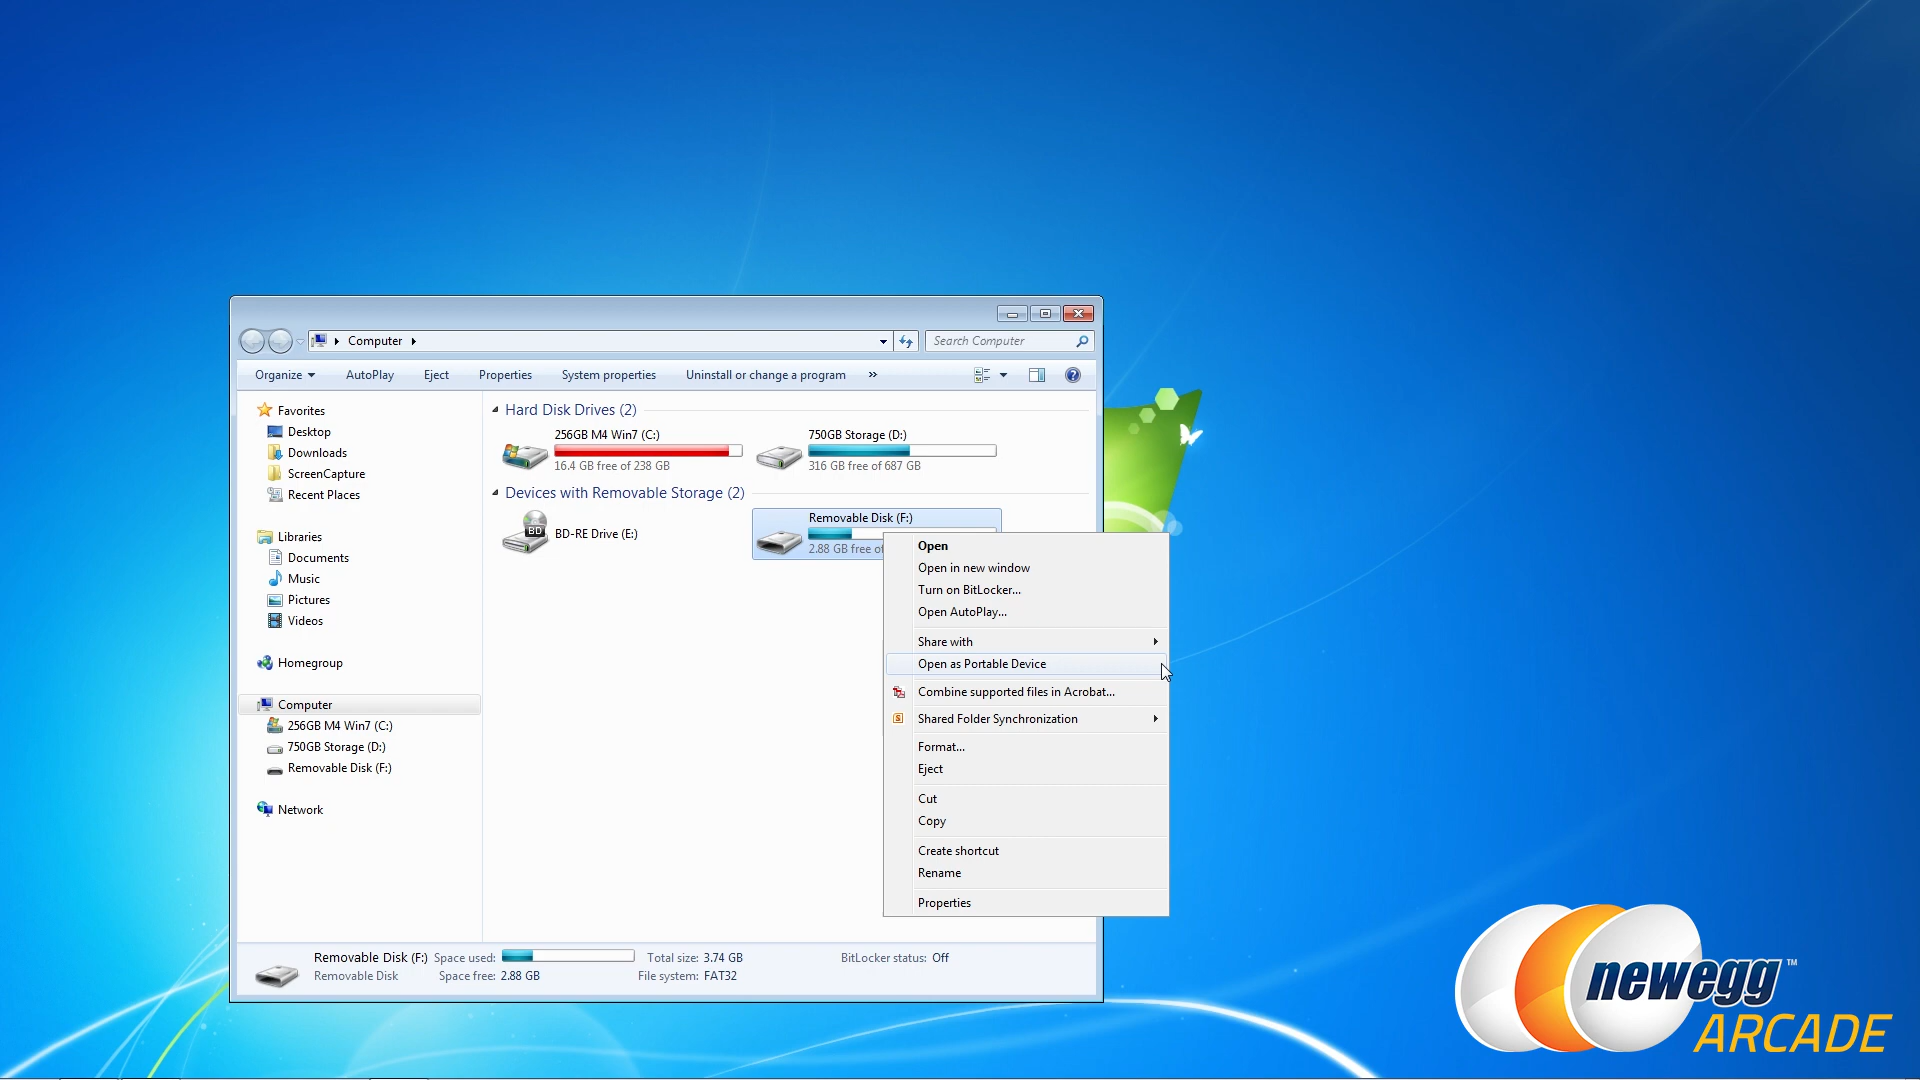 Computer
Search Computer
Organize AutoPlay Eject Properties System properties Uninstall or change a program »
Favorites
Desktop
Downloads
ScreenCapture
Recent Places
Libraries
Documents
Music
Pictures
Videos
Homegroup
Computer
256GB M4 Win7 (C:)
750GB Storage (D:)
Removable Disk (F:)
Network
Hard Disk Drives (2)
256GB M4 Win7 (C:)
16.4 GB free of 238 GB
750GB Storage (D:)
316 GB free of 687 GB
Devices with Removable Storage (2)
BD
BD-RE Drive (E:)
Removable Disk (F:)
2.88 GB free of
Open
Open in new window
Turn on BitLocker...
Open AutoPlay...
Share with
Open as Portable Device
Combine supported files in Acrobat...
Shared Folder Synchronization
Format...
Eject
Cut
Copy
Create shortcut
Rename
Properties
Removable Disk (F:) Space used: Total size: 3.74 GB BitLocker status: Off
Removable Disk Space free: 2.88 GB File system: FAT32
newegg™
ARCADE